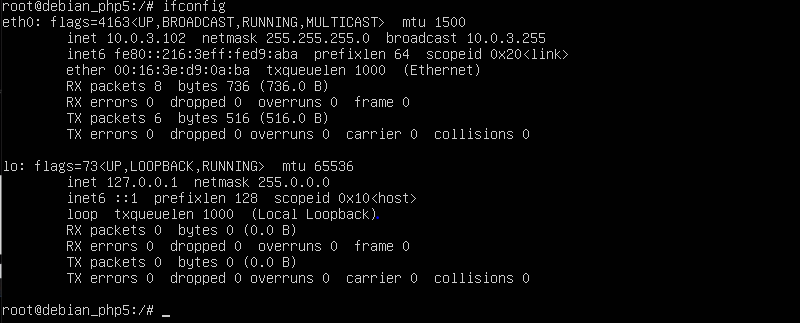 root@debian_php5:/# ifconfig
eth0: flags=4163<UP,BROADCAST,RUNNING,MULTICAST>  mtu 1500
        inet 10.0.3.102  netmask 255.255.255.0  broadcast 10.0.3.255
        inet6 fe80::216:3eff:fed9:aba  prefixlen 64  scopeid 0x20<link>
        ether 00:16:3e:d9:0a:ba  txqueuelen 1000  (Ethernet)
        RX packets 8  bytes 736 (736.0 B)
        RX errors 0  dropped 0  overruns 0  frame 0
        TX packets 6  bytes 516 (516.0 B)
        TX errors 0  dropped 0 overruns 0  carrier 0  collisions 0
lo: flags=73<UP,LOOPBACK,RUNNING>  mtu 65536
        inet 127.0.0.1  netmask 255.0.0.0
        inet6 ::1  prefixlen 128  scopeid 0x10<host>
        loop  txqueuelen 1000  (Local Loopback)
        RX packets 0  bytes 0 (0.0 B)
        RX errors 0  dropped 0  overruns 0  frame 0
        TX packets 0  bytes 0 (0.0 B)
        TX errors 0  dropped 0 overruns 0  carrier 0  collisions 0
root@debian_php5:/# _